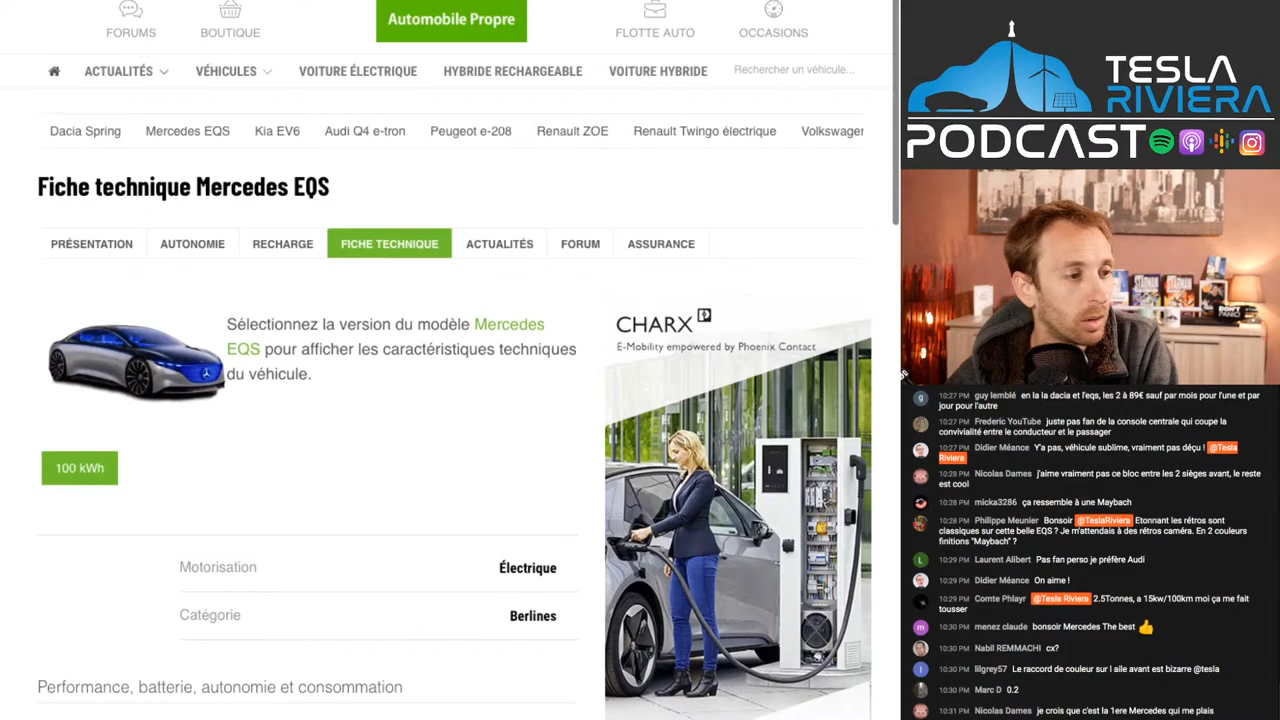 FORUMS
BOUTIQUE
Automobile Propre
FLOTTE AUTO
OCCASIONS
ACTUALITÉS
VÉHICULES
VOITURE ÉLECTRIQUE
HYBRIDE RECHARGEABLE
VOITURE HYBRIDE
Rechercher un véhicule...
Dacia Spring
Mercedes EQS
Kia EV6
Audi Q4 e-tron
Peugeot e-208
Renault ZOE
Renault Twingo électrique
Volkswagen
Fiche technique Mercedes EQS
PRÉSENTATION
AUTONOMIE
RECHARGE
FICHE TECHNIQUE
ACTUALITÉS
FORUM
ASSURANCE
Sélectionnez la version du modèle Mercedes
EQS pour afficher les caractéristiques techniques
du véhicule.
100 kWh
Motorisation Électrique
Catégorie Berlines
Performance, batterie, autonomie et consommation
CHARX
E-Mobility empowered by Phoenix Contact
TESLA
RIVIERA
PODCAST
10:27 PM guy lemblé en la la dacia et l'eqs, les 2 à 89€ sauf par mois pour l'une et par
jour pour l'autre
10:27 PM Frederic YouTube juste pas fan de la console centrale qui coupe la
convivialité entre le conducteur et le passager
10:27 PM Didier Méance Y'a pas, véhicule sublime, vraiment pas déçu ! @Tesla
Riviera
10:28 PM Nicolas Dames j'aime vraiment pas ce bloc entre les 2 sièges avant, le reste
est cool
10:28 PM micka3286 ça ressemble à une Maybach
10:28 PM Philippe Meunier Bonsoir @TeslaRiviera Etonnant les rétros sont
classiques sur cette belle EQS ? Je m'attendais à des rétros caméra. En 2 couleurs
finitions "Maybach" ?
10:29 PM Laurent Alibert Pas fan perso je préfère Audi
10:29 PM Didier Méance On aime !
10:29 PM Comte Phlayr @Tesla Riviera 2.5Tonnes, a 15kw/100km moi ça me fait
tousser
10:30 PM menez claude bonsoir Mercedes The best 👍
10:30 PM Nabil REMMACHI cx?
10:30 PM lilgrey57 Le raccord de couleur sur l aile avant est bizarre @tesla
10:30 PM Marc D 0.2
10:31 PM Nicolas Dames je crois que c'est la 1ere Mercedes qui me plais